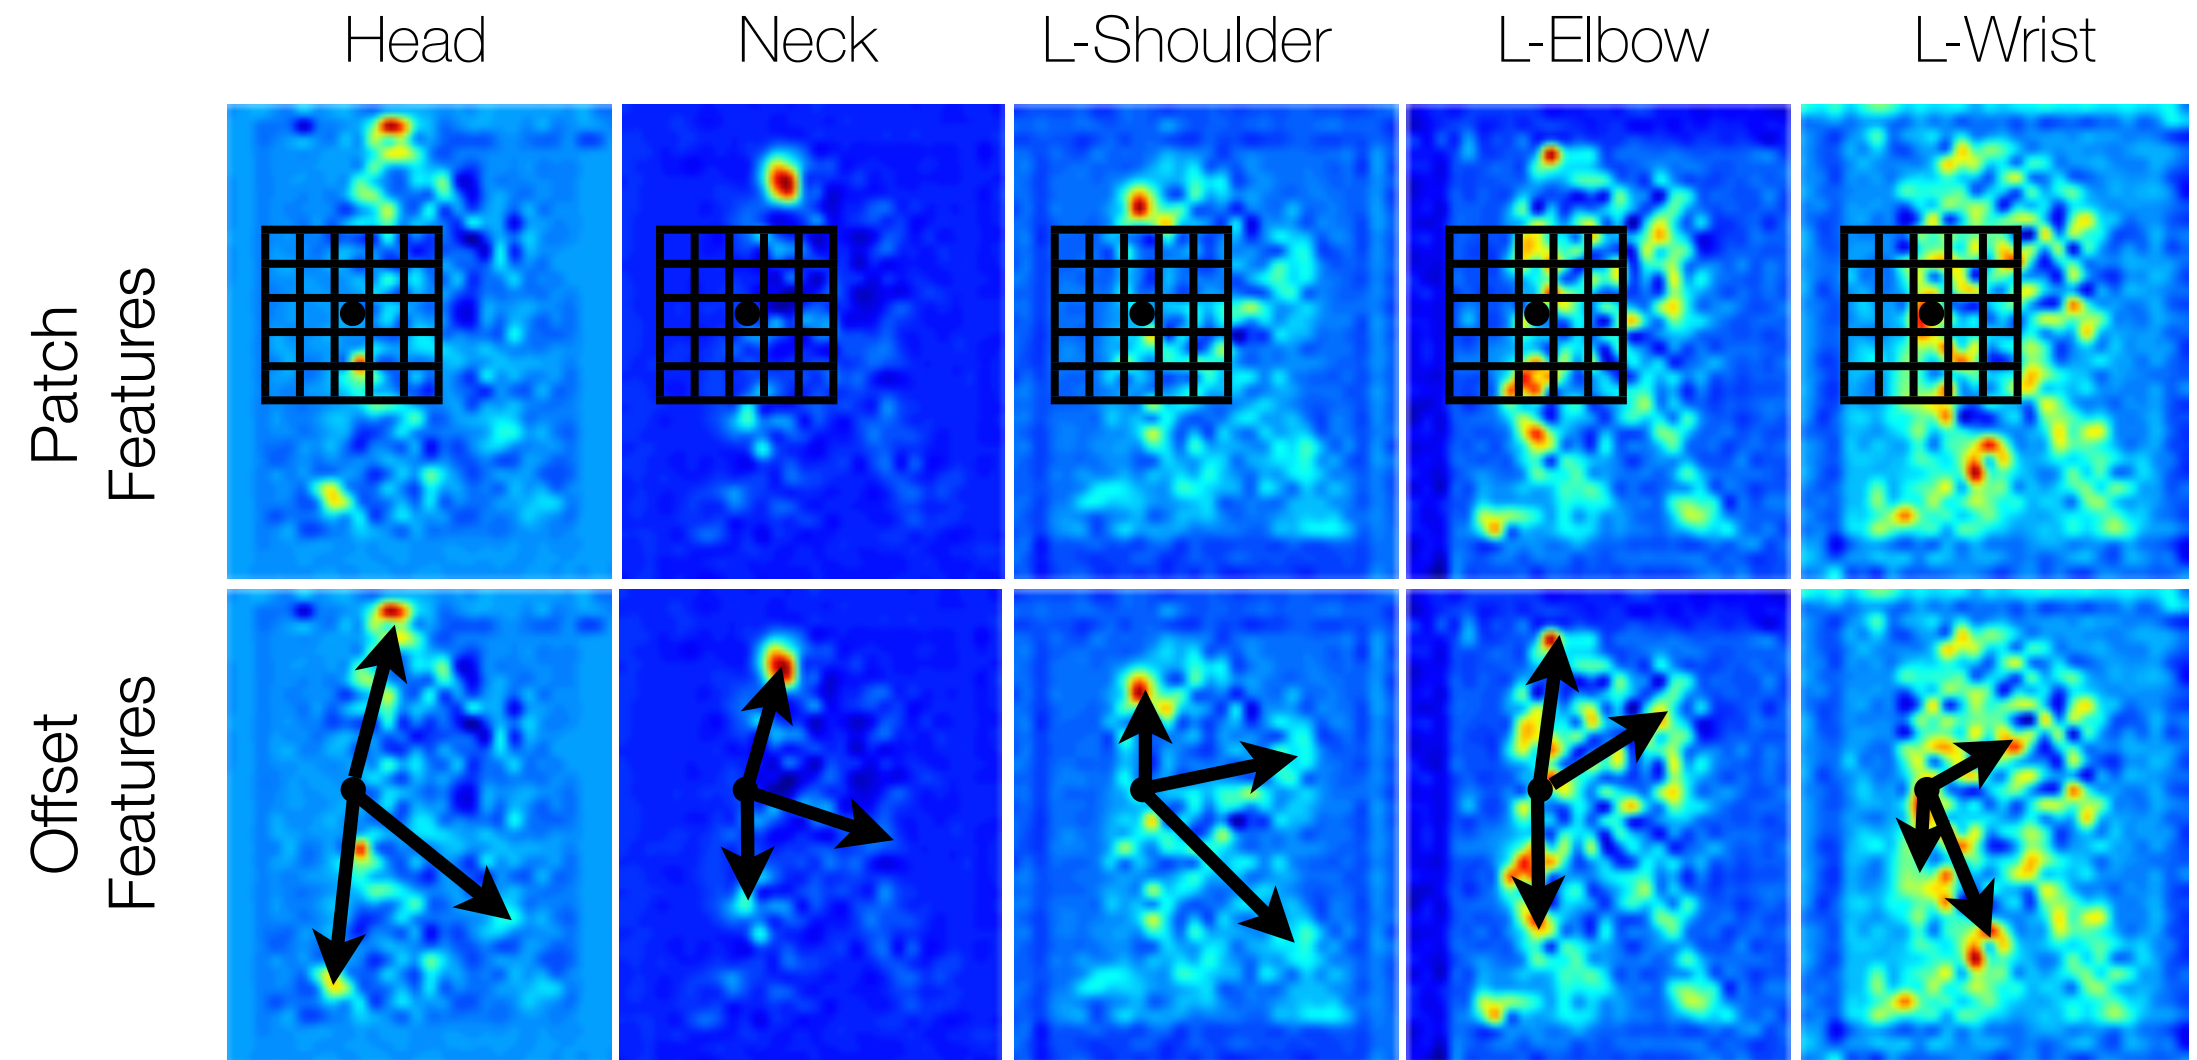 Head Neck L-Shoulder L-Elbow L-Wrist
Patch
Features
Offset
Features